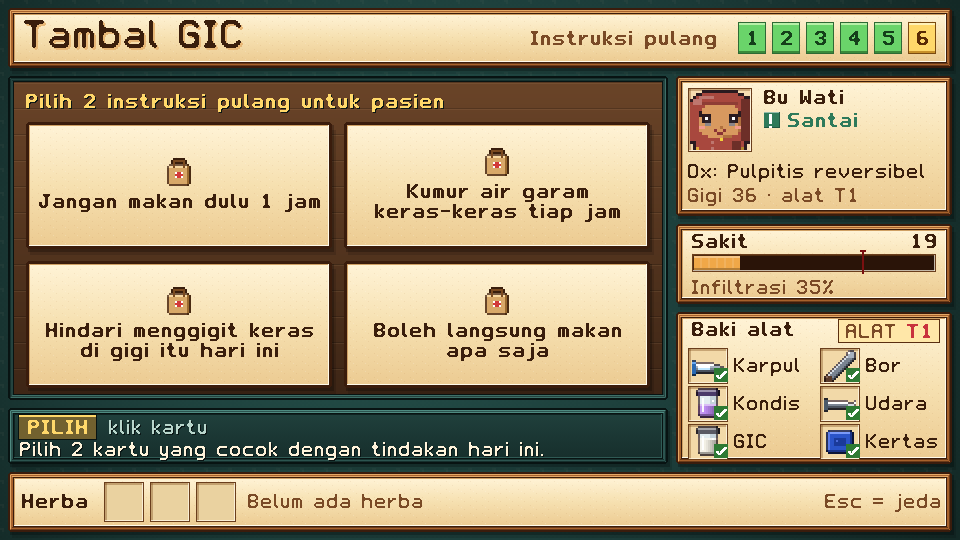 Tambal GIC
Instruksi pulang
1 2 3 4 5 6
Pilih 2 instruksi pulang untuk pasien
Jangan makan dulu 1 jam
Kumur air garam
keras-keras tiap jam
Hindari menggigit keras
di gigi itu hari ini
Boleh langsung makan
apa saja
PILIH klik kartu
Pilih 2 kartu yang cocok dengan tindakan hari ini.
Bu Wati
Santai
Dx: Pulpitis reversibel
Gigi 36 · alat T1
Sakit 19
Infiltrasi 35%
Baki alat ALAT T1
Karpul Bor
Kondis Udara
GIC Kertas
Herba Belum ada herba Esc = jeda